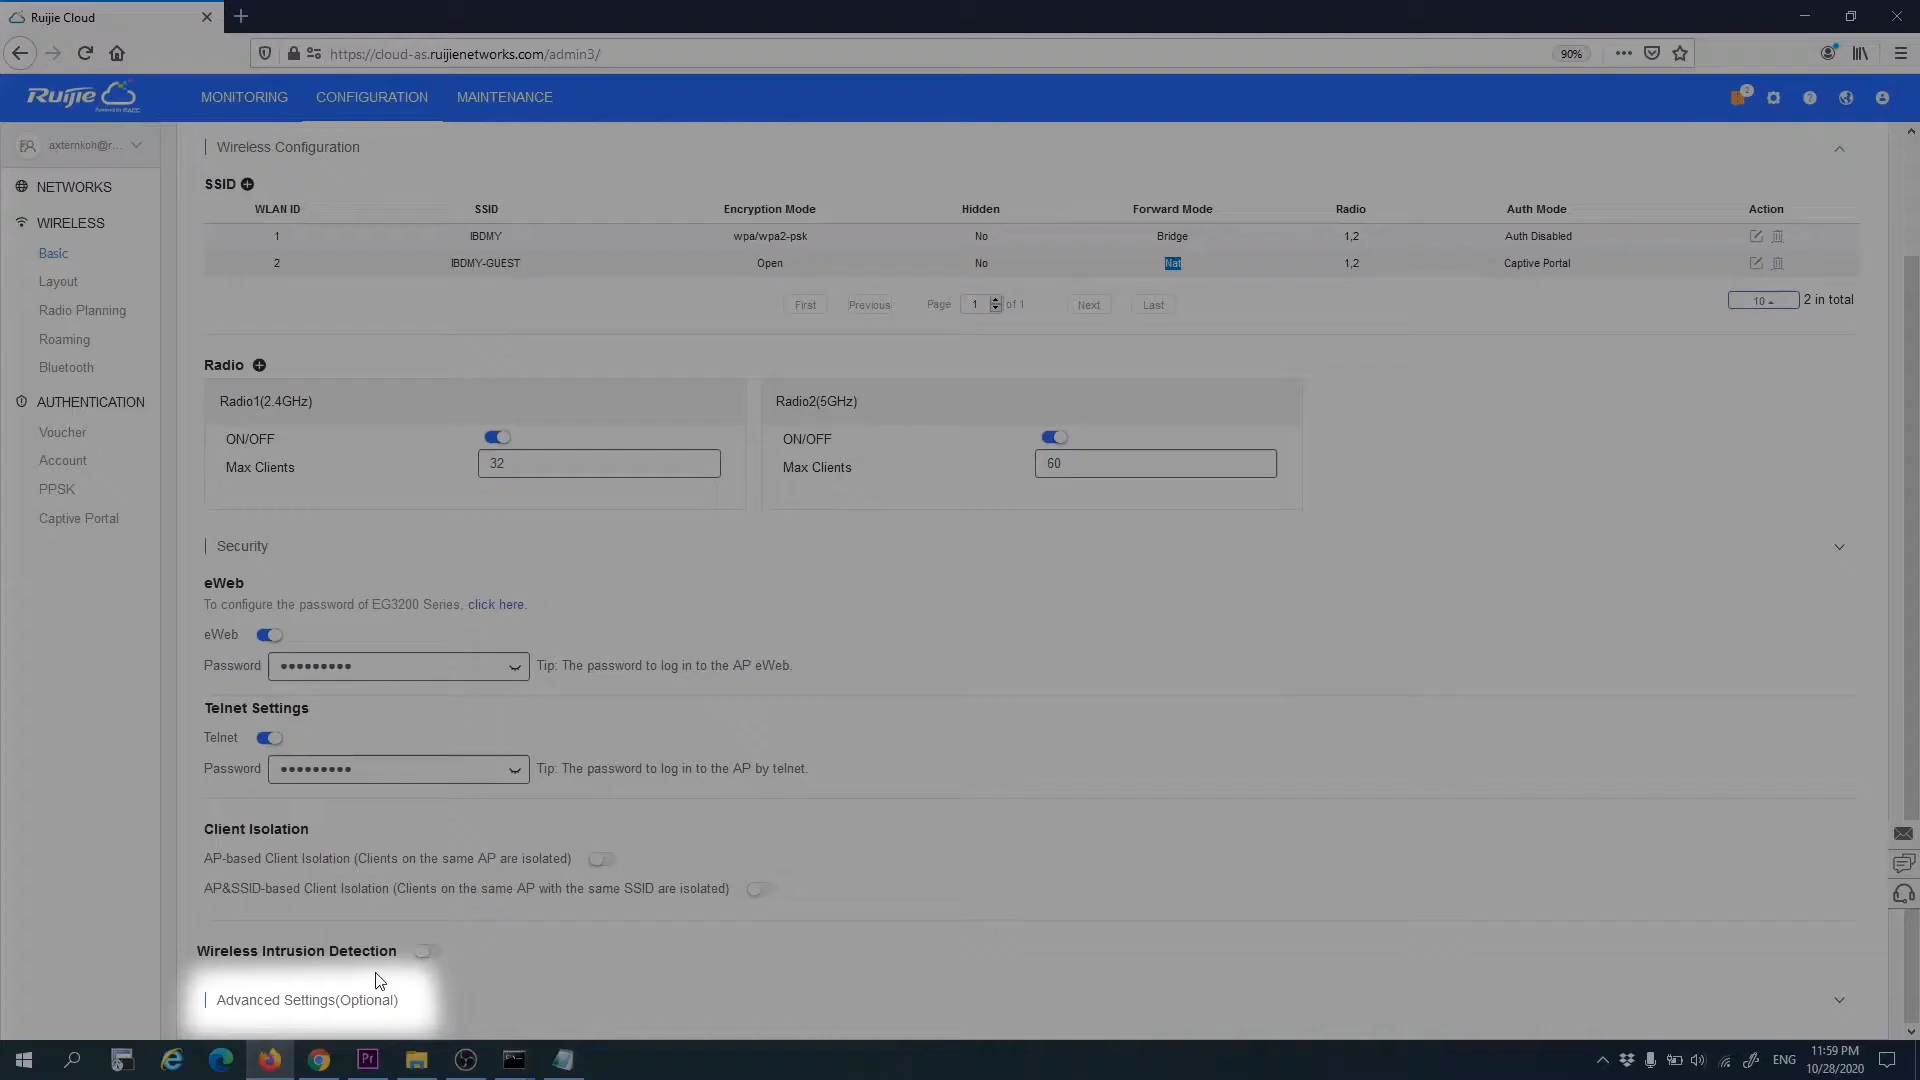 Ruijie Cloud
https://cloud-as.ruijienetworks.com/admin3/
90%
Ruijie
MONITORING CONFIGURATION MAINTENANCE
2
axternkoh@r...
NETWORKS
WIRELESS
Basic
Layout
Radio Planning
Roaming
Bluetooth
AUTHENTICATION
Voucher
Account
PPSK
Captive Portal
Wireless Configuration
SSID
WLAN ID SSID Encryption Mode Hidden Forward Mode Radio Auth Mode Action
1 IBDMY wpa/wpa2-psk No Bridge 1,2 Auth Disabled
2 IBDMY-GUEST Open No Nat 1,2 Captive Portal
First Previous Page 1 of 1 Next Last 10 2 in total
Radio
Radio1(2.4GHz) Radio2(5GHz)
ON/OFF ON/OFF
Max Clients 32 Max Clients 60
Security
eWeb
To configure the password of EG3200 Series, click here.
eWeb
Password ●●●●●●●●● Tip: The password to log in to the AP eWeb.
Telnet Settings
Telnet
Password ●●●●●●●●● Tip: The password to log in to the AP by telnet.
Client Isolation
AP-based Client Isolation (Clients on the same AP are isolated)
AP&SSID-based Client Isolation (Clients on the same AP with the same SSID are isolated)
Wireless Intrusion Detection
Advanced Settings(Optional)
Pr
ENG
11:59 PM
10/28/2020